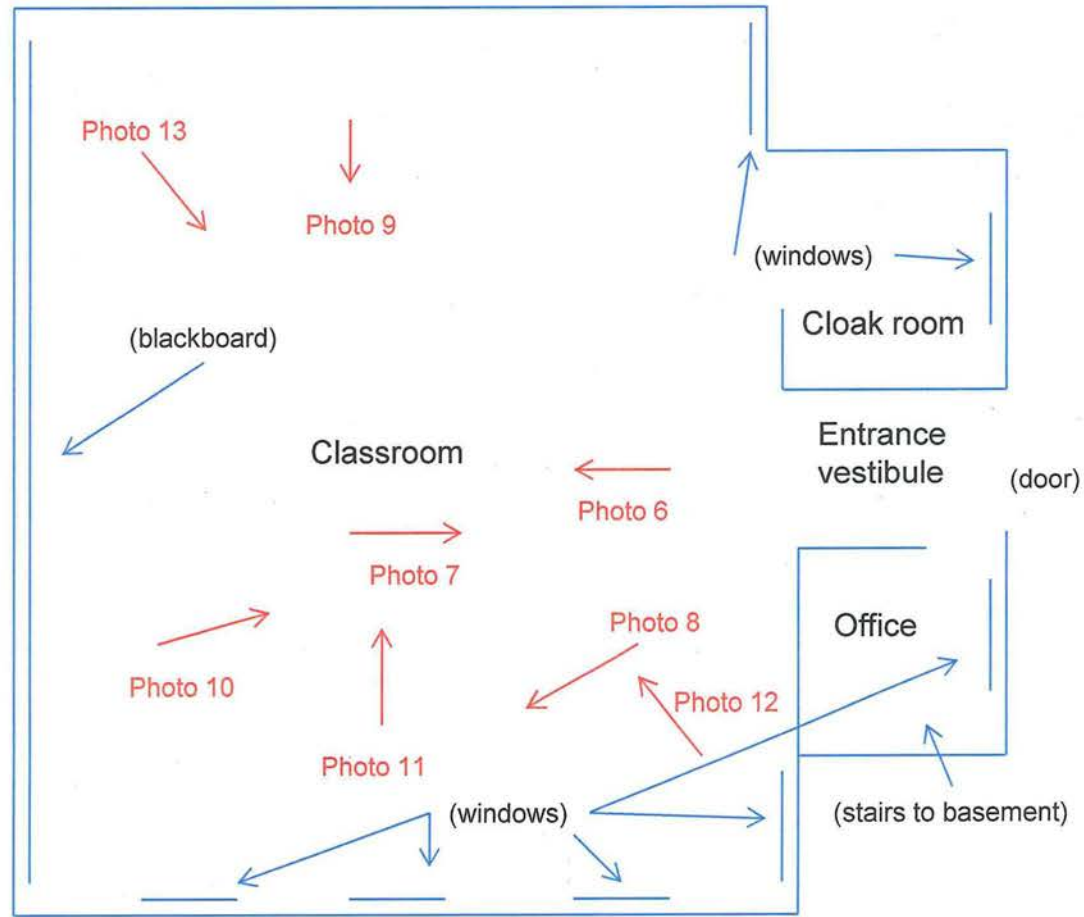 Photo 13
Photo 9
(windows)
Cloak room
(blackboard)
Classroom
Entrance
vestibule
(door)
Photo 6
Photo 7
Photo 8
Office
Photo 10
Photo 12
Photo 11
(windows)
(stairs to basement)